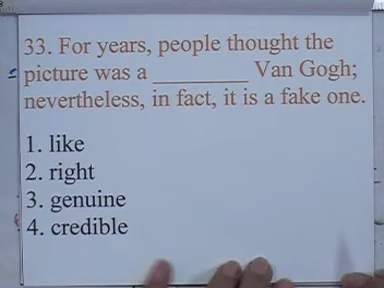 33. For years, people thought the
picture was a ________ Van Gogh;
nevertheless, in fact, it is a fake one.
1. like
2. right
3. genuine
4. credible